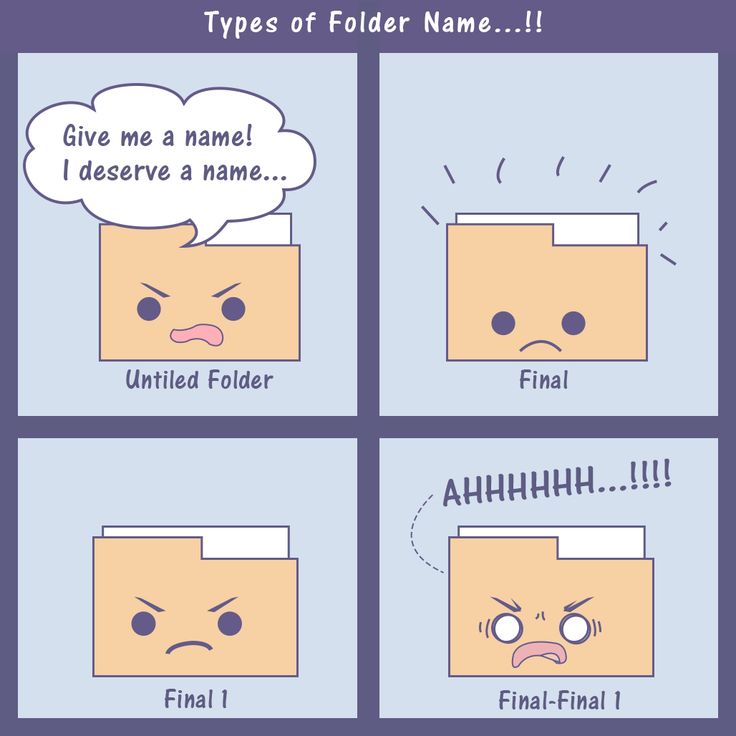 Types of Folder Name...!!
Give me a name!
I deserve a name...
Untiled Folder
Final
Final 1
AHHHHHH...!!!!
Final-Final 1